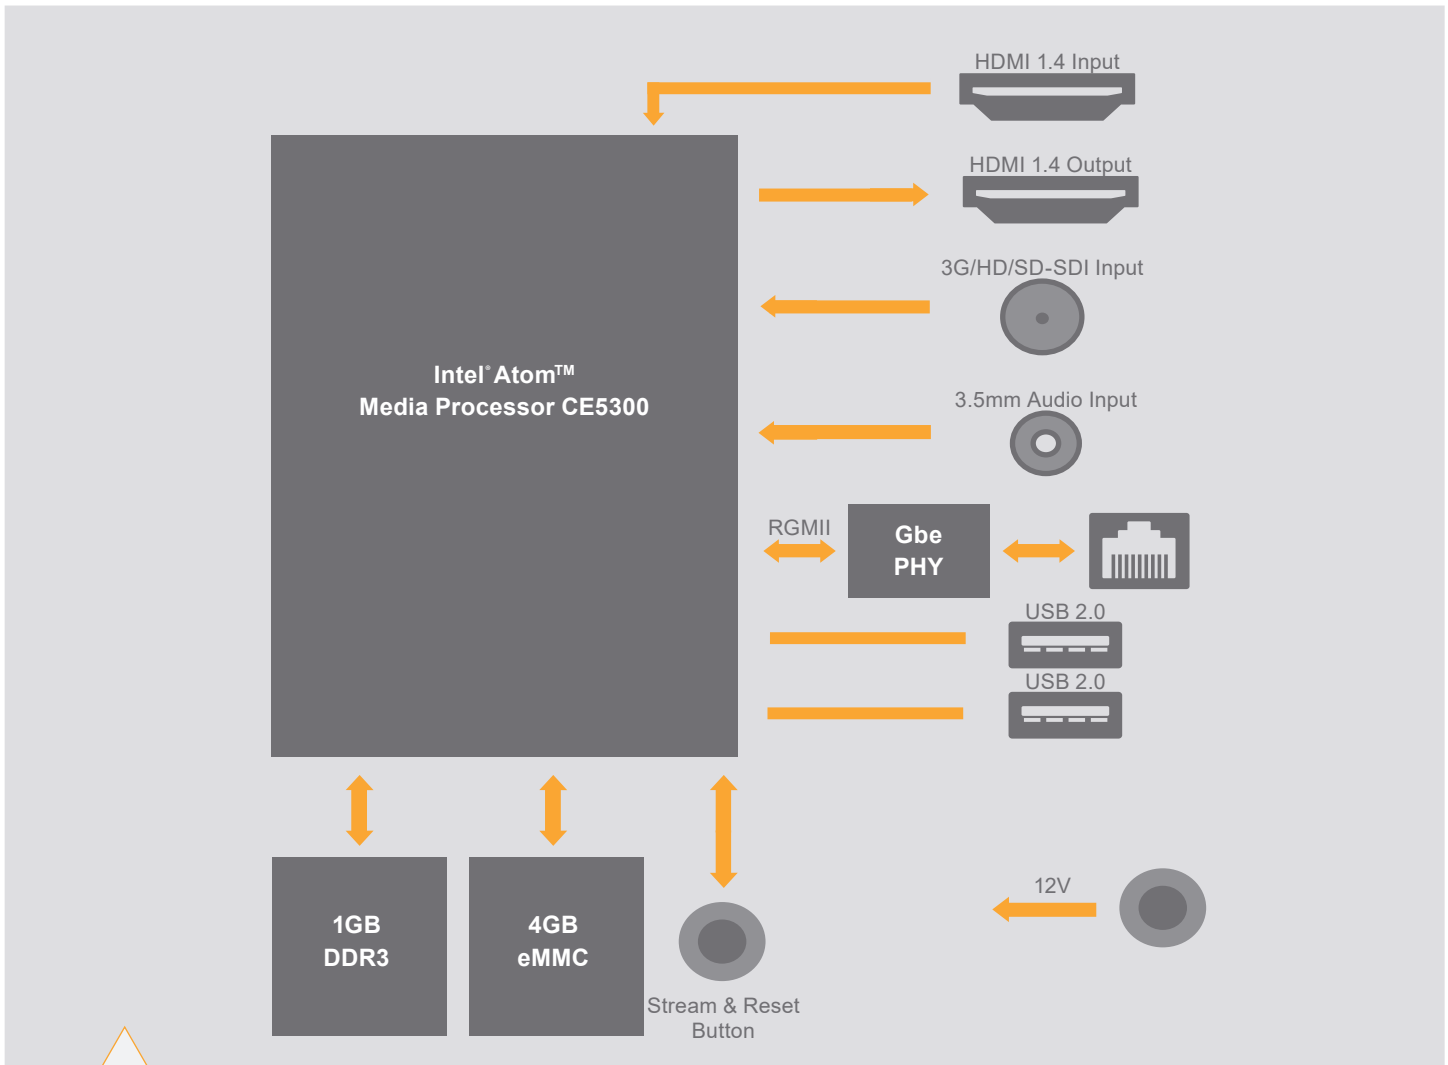 HDMI 1.4 Input
HDMI 1.4 Output
3G/HD/SD-SDI Input
Intel® Atom™
Media Processor CE5300
3.5mm Audio Input
RGMII
Gbe
PHY
USB 2.0
USB 2.0
12V
1GB
DDR3
4GB
eMMC
Stream & Reset
Button